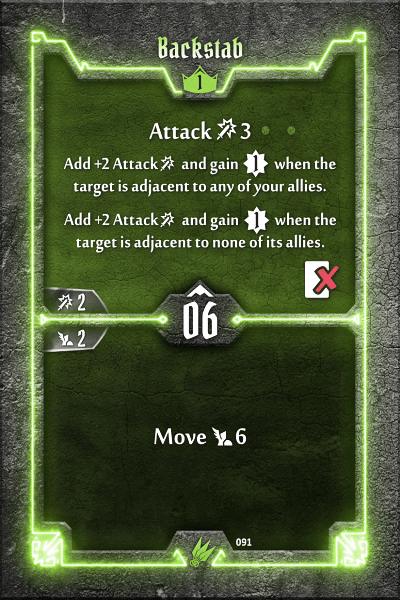 Backstab
1
Attack 3
Add +2 Attack and gain 1 when the
target is adjacent to any of your allies.
Add +2 Attack and gain 1 when the
target is adjacent to none of its allies.
2
06
2
Move 6
091